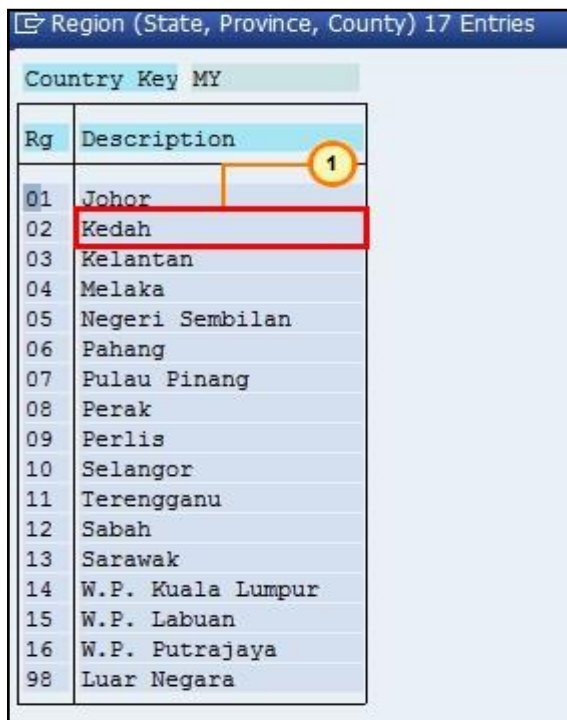 Region (State, Province, County) 17 Entries
Country Key MY
Rg Description
1
01 Johor
02 Kedah
03 Kelantan
04 Melaka
05 Negeri Sembilan
06 Pahang
07 Pulau Pinang
08 Perak
09 Perlis
10 Selangor
11 Terengganu
12 Sabah
13 Sarawak
14 W.P. Kuala Lumpur
15 W.P. Labuan
16 W.P. Putrajaya
98 Luar Negara